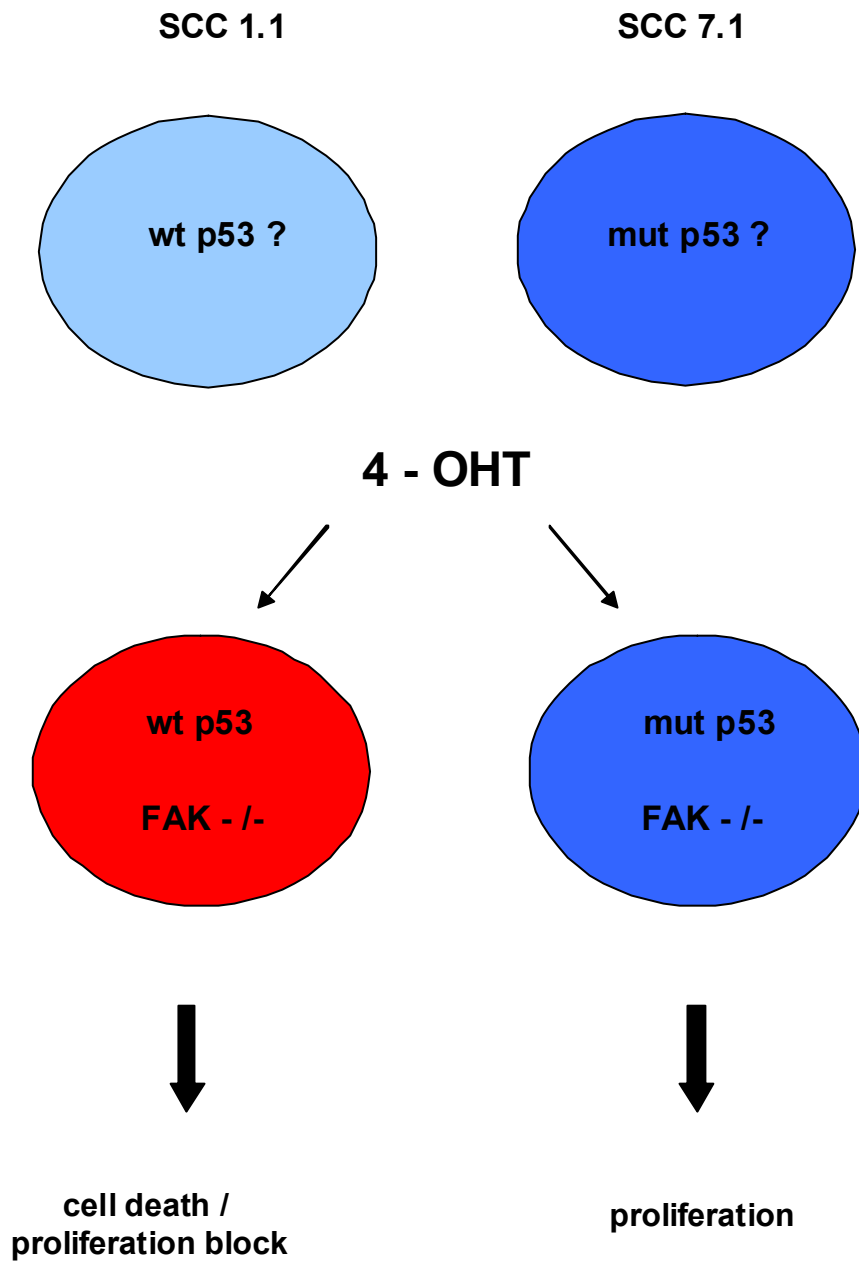 SCC 1.1
SCC 7.1
wt p53 ?
mut p53 ?
4 - OHT
wt p53
FAK - /-
mut p53
FAK - /-
cell death /
proliferation block
proliferation